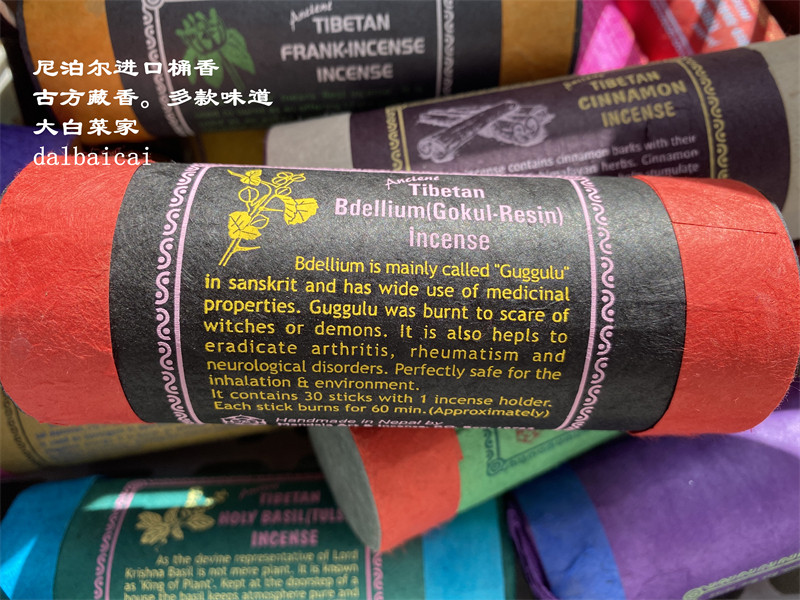 尼泊尔进口桶香
古方藏香。多款味道
大白菜家
dalbaicai
Ancient
TIBETAN
FRANK-INCENSE
INCENSE
TIBETAN
CINNAMON
INCENSE
contains cinnamon barks with their
herbs. Cinnamon
Ancient
Tibetan
Bdellium(Gokul-Resin)
Incense
Bdellium is mainly called "Guggulu"
in sanskrit and has wide use of medicinal
properties. Guggulu was burnt to scare of
witches or demons. It is also hepls to
eradicate arthritis, rheumatism and
neurological disorders. Perfectly safe for the
inhalation & environment.
It contains 30 sticks with 1 incense holder.
Each stick burns for 60 min.(Approximately)
Handmade in Nepal by
TIBETAN
HOLY BASIL(TULSI
INCENSE
As the devine representative of Lord
Krishna Basil is not mere plant. It is known
as 'King of Plant'. Kept at the doorstep of a
house the basil keeps atmosphere pure and